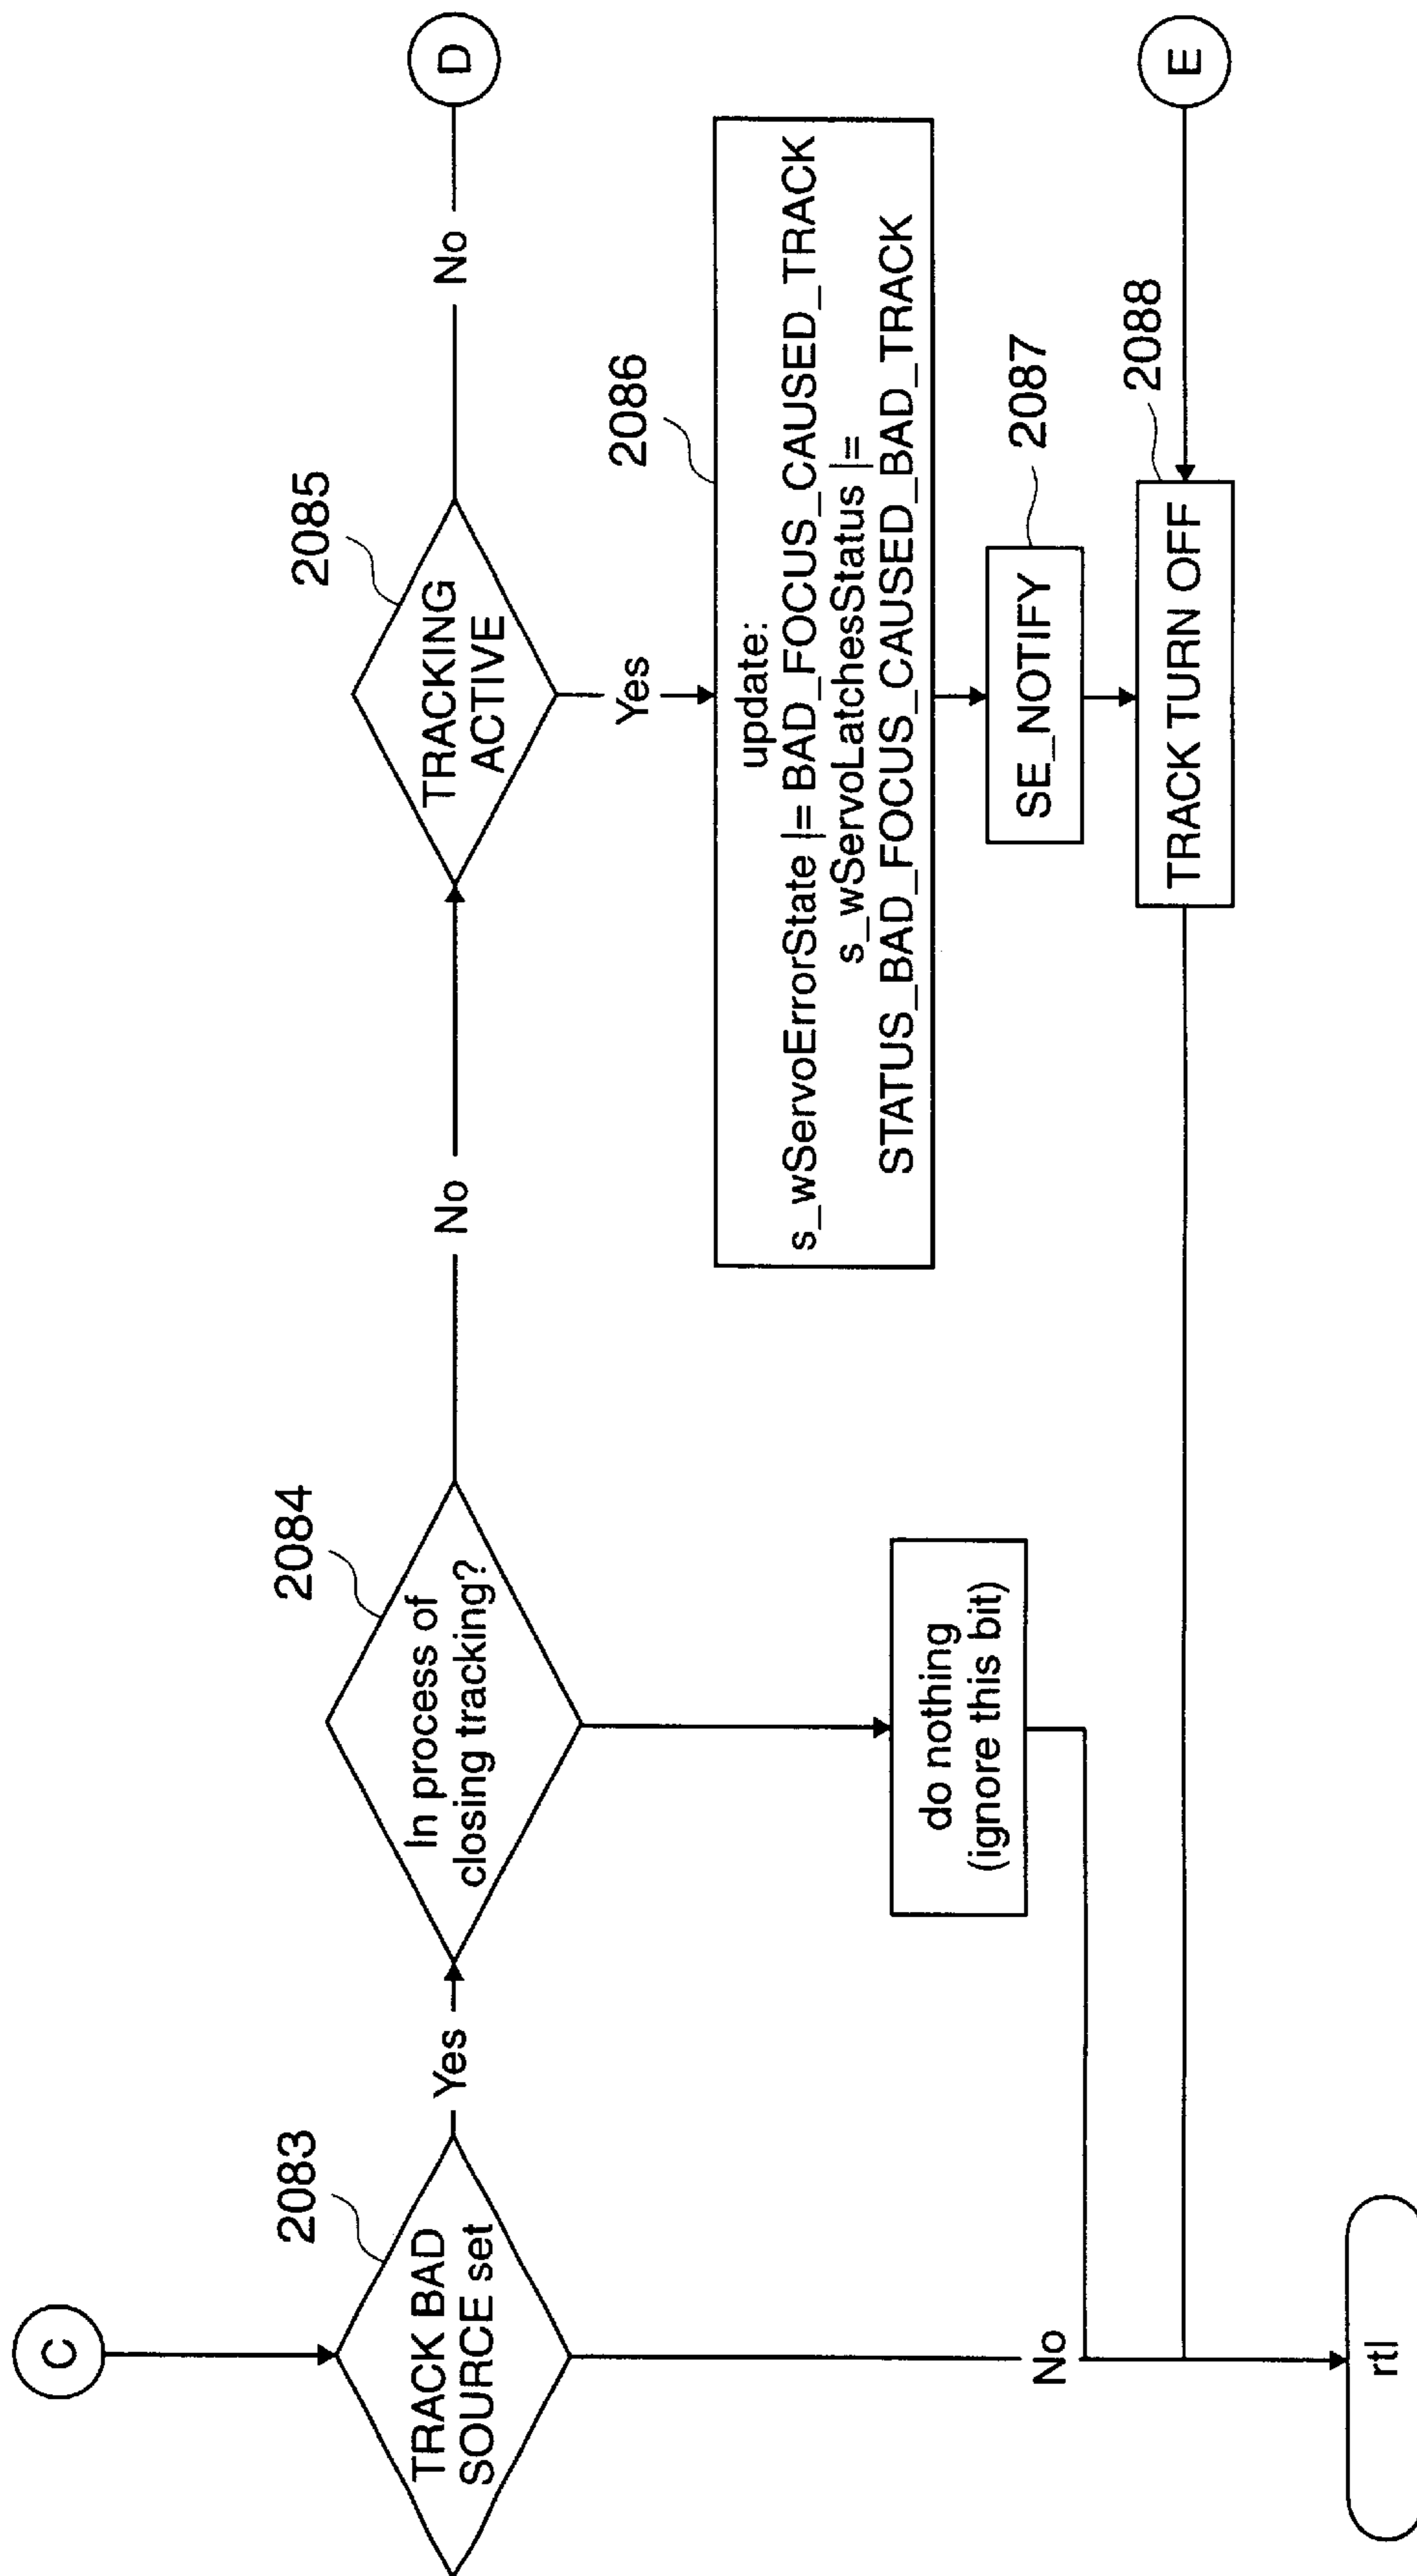 C
2083
TRACK BAD
SOURCE set
Yes
No
2084
In process of
closing tracking?
No
do nothing
(ignore this bit)
2085
TRACKING
ACTIVE
No
D
Yes
2086
update:
s_wServoErrorState |= BAD_FOCUS_CAUSED_TRACK
s_wServoLatchesStatus |=
STATUS_BAD_FOCUS_CAUSED_BAD_TRACK
2087
SE_NOTIFY
2088
TRACK TURN OFF
E
rtl